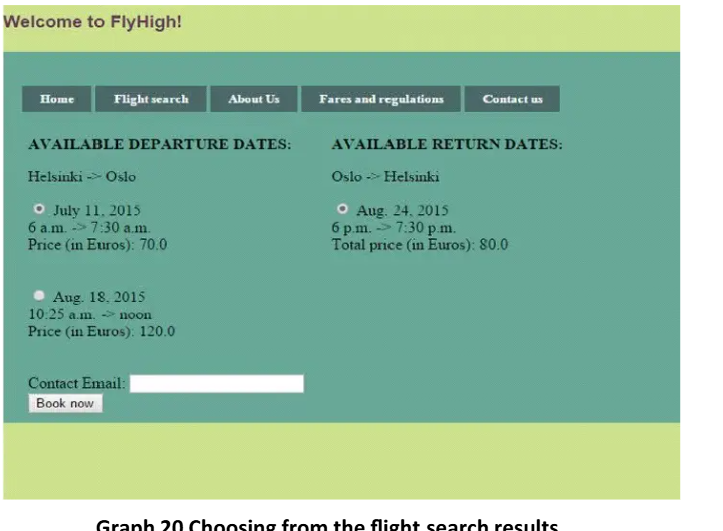 Welcome to FlyHigh!
Home Flight search About Us Fares and regulations Contact us
AVAILABLE DEPARTURE DATES:
Helsinki -> Oslo
July 11, 2015
6 a.m. -> 7:30 a.m.
Price (in Euros): 70.0
Aug. 18, 2015
10:25 a.m. -> noon
Price (in Euros): 120.0
AVAILABLE RETURN DATES:
Oslo -> Helsinki
Aug. 24, 2015
6 p.m. -> 7:30 p.m.
Total price (in Euros): 80.0
Contact Email:
Book now
Graph 20 Choosing from the flight search results